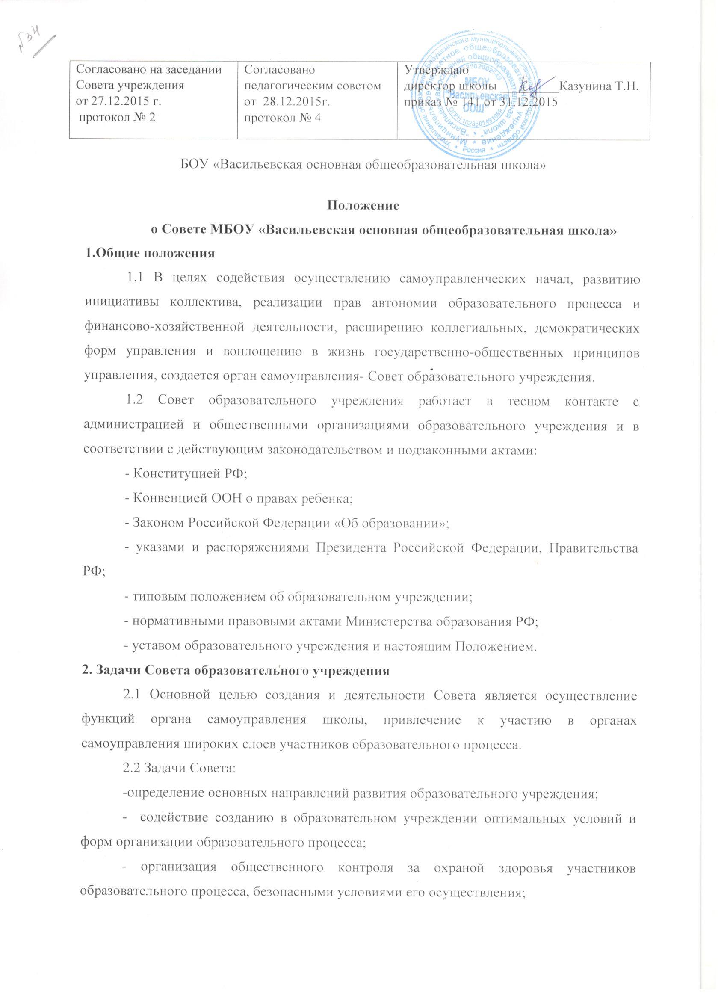 №34
Согласовано на заседании
Совета учреждения
от 27.12.2015 г.
протокол № 2
Согласовано
педагогическим советом
от 28.12.2015г.
протокол № 4
Утверждаю
директор школы __________Казунина Т.Н.
приказ № 141 от 31.12.2015
МБОУ
"Васильевская
ООШ"
ОГРН 1023501491089
Россия
БОУ «Васильевская основная общеобразовательная школа»
Положение
о Совете МБОУ «Васильевская основная общеобразовательная школа»
1.Общие положения
1.1 В целях содействия осуществлению самоуправленческих начал, развитию
инициативы коллектива, реализации прав автономии образовательного процесса и
финансово-хозяйственной деятельности, расширению коллегиальных, демократических
форм управления и воплощению в жизнь государственно-общественных принципов
управления, создается орган самоуправления- Совет образовательного учреждения.
1.2 Совет образовательного учреждения работает в тесном контакте с
администрацией и общественными организациями образовательного учреждения и в
соответствии с действующим законодательством и подзаконными актами:
- Конституцией РФ;
- Конвенцией ООН о правах ребенка;
- Законом Российской Федерации «Об образовании»;
- указами и распоряжениями Президента Российской Федерации, Правительства
РФ;
- типовым положением об образовательном учреждении;
- нормативными правовыми актами Министерства образования РФ;
- уставом образовательного учреждения и настоящим Положением.
2. Задачи Совета образовательного учреждения
2.1 Основной целью создания и деятельности Совета является осуществление
функций органа самоуправления школы, привлечение к участию в органах
самоуправления широких слоев участников образовательного процесса.
2.2 Задачи Совета:
-определение основных направлений развития образовательного учреждения;
- содействие созданию в образовательном учреждении оптимальных условий и
форм организации образовательного процесса;
- организация общественного контроля за охраной здоровья участников
образовательного процесса, безопасными условиями его осуществления;